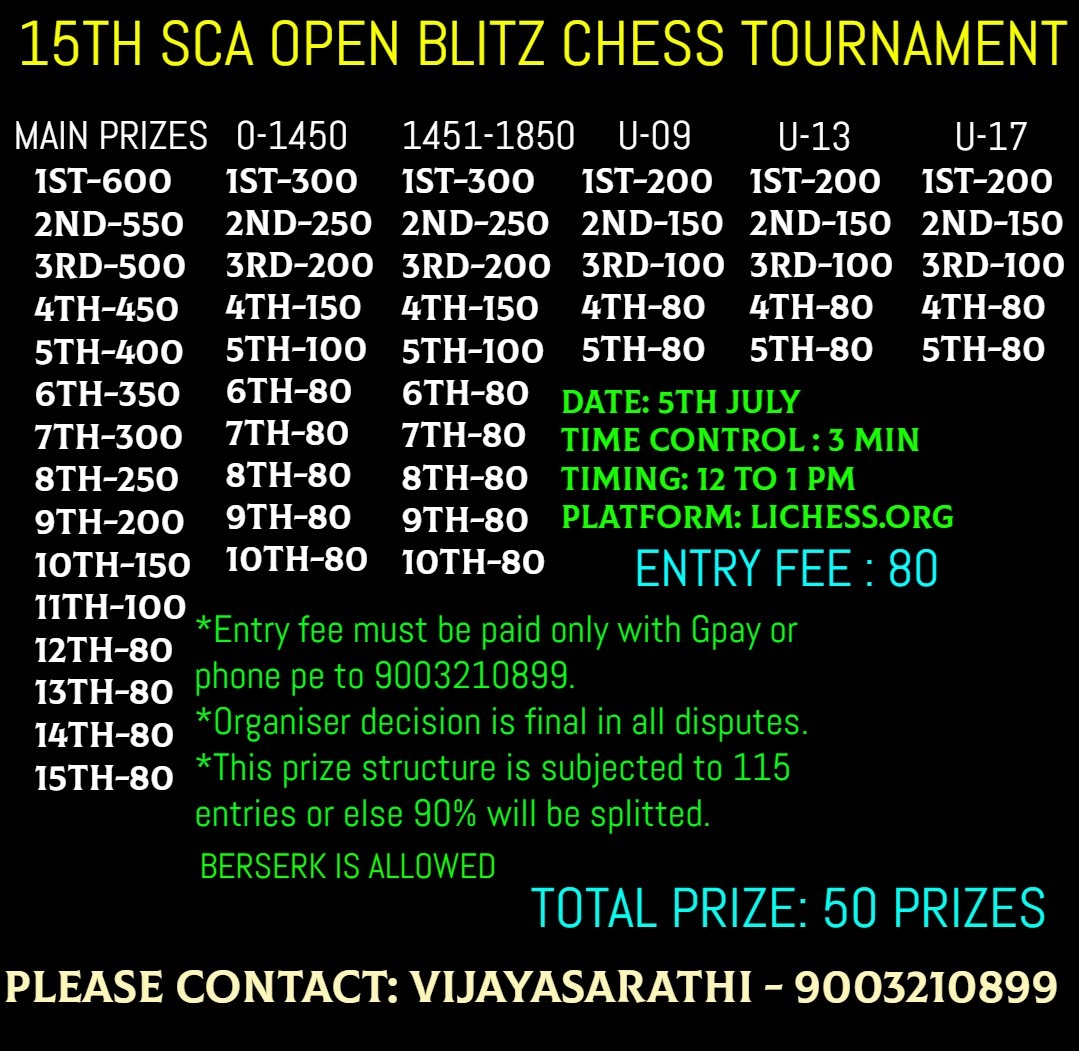 15TH SCA OPEN BLITZ CHESS TOURNAMENT
MAIN PRIZES 0-1450 1451-1850 U-09 U-13 U-17
1ST-600 1ST-300 1ST-300 1ST-200 1ST-200 1ST-200
2ND-550 2ND-250 2ND-250 2ND-150 2ND-150 2ND-150
3RD-500 3RD-200 3RD-200 3RD-100 3RD-100 3RD-100
4TH-450 4TH-150 4TH-150 4TH-80 4TH-80 4TH-80
5TH-400 5TH-100 5TH-100 5TH-80 5TH-80 5TH-80
6TH-350 6TH-80 6TH-80
7TH-300 7TH-80 7TH-80
8TH-250 8TH-80 8TH-80
9TH-200 9TH-80 9TH-80
10TH-150 10TH-80 10TH-80
11TH-100
12TH-80
13TH-80
14TH-80
15TH-80
DATE: 5TH JULY
TIME CONTROL : 3 MIN
TIMING: 12 TO 1 PM
PLATFORM: LICHESS.ORG
ENTRY FEE : 80
*Entry fee must be paid only with Gpay or
phone pe to 9003210899.
*Organiser decision is final in all disputes.
*This prize structure is subjected to 115
entries or else 90% will be splitted.
BERSERK IS ALLOWED
TOTAL PRIZE: 50 PRIZES
PLEASE CONTACT: VIJAYASARATHI - 9003210899